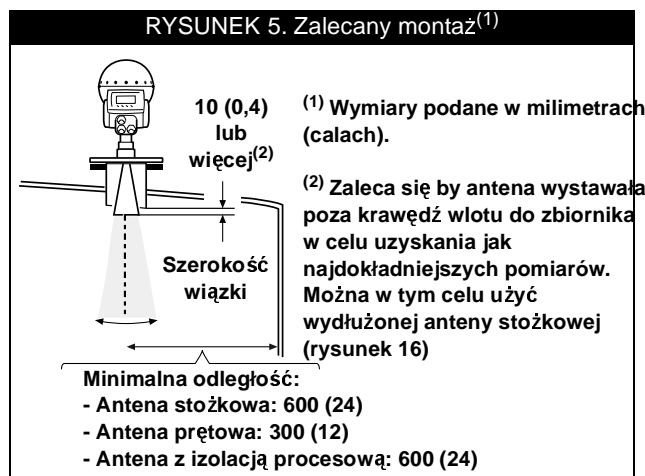 RYSUNEK 5. Zalecany montaż(1)
10 (0,4)
lub
więcej(2)
(1) Wymiary podane w milimetrach
(calach).
(2) Zaleca się by antena wystawała
poza krawędź wlotu do zbiornika
w celu uzyskania jak
najdokładniejszych pomiarów.
Można w tym celu użyć
wydłużonej anteny stożkowej
(rysunek 16)
Szerokość
wiązki
Minimalna odległość:
- Antena stożkowa: 600 (24)
- Antena prętowa: 300 (12)
- Antena z izolacją procesową: 600 (24)